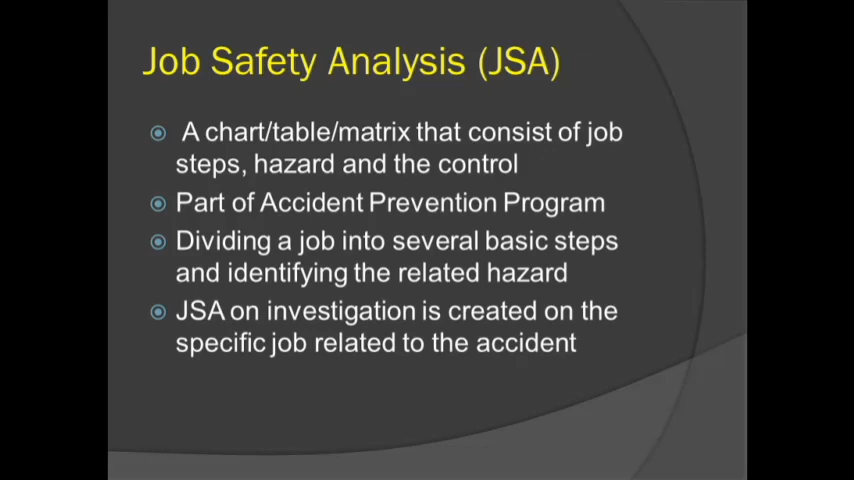 Job Safety Analysis (JSA)
A chart/table/matrix that consist of job
steps, hazard and the control
Part of Accident Prevention Program
Dividing a job into several basic steps
and identifying the related hazard
JSA on investigation is created on the
specific job related to the accident